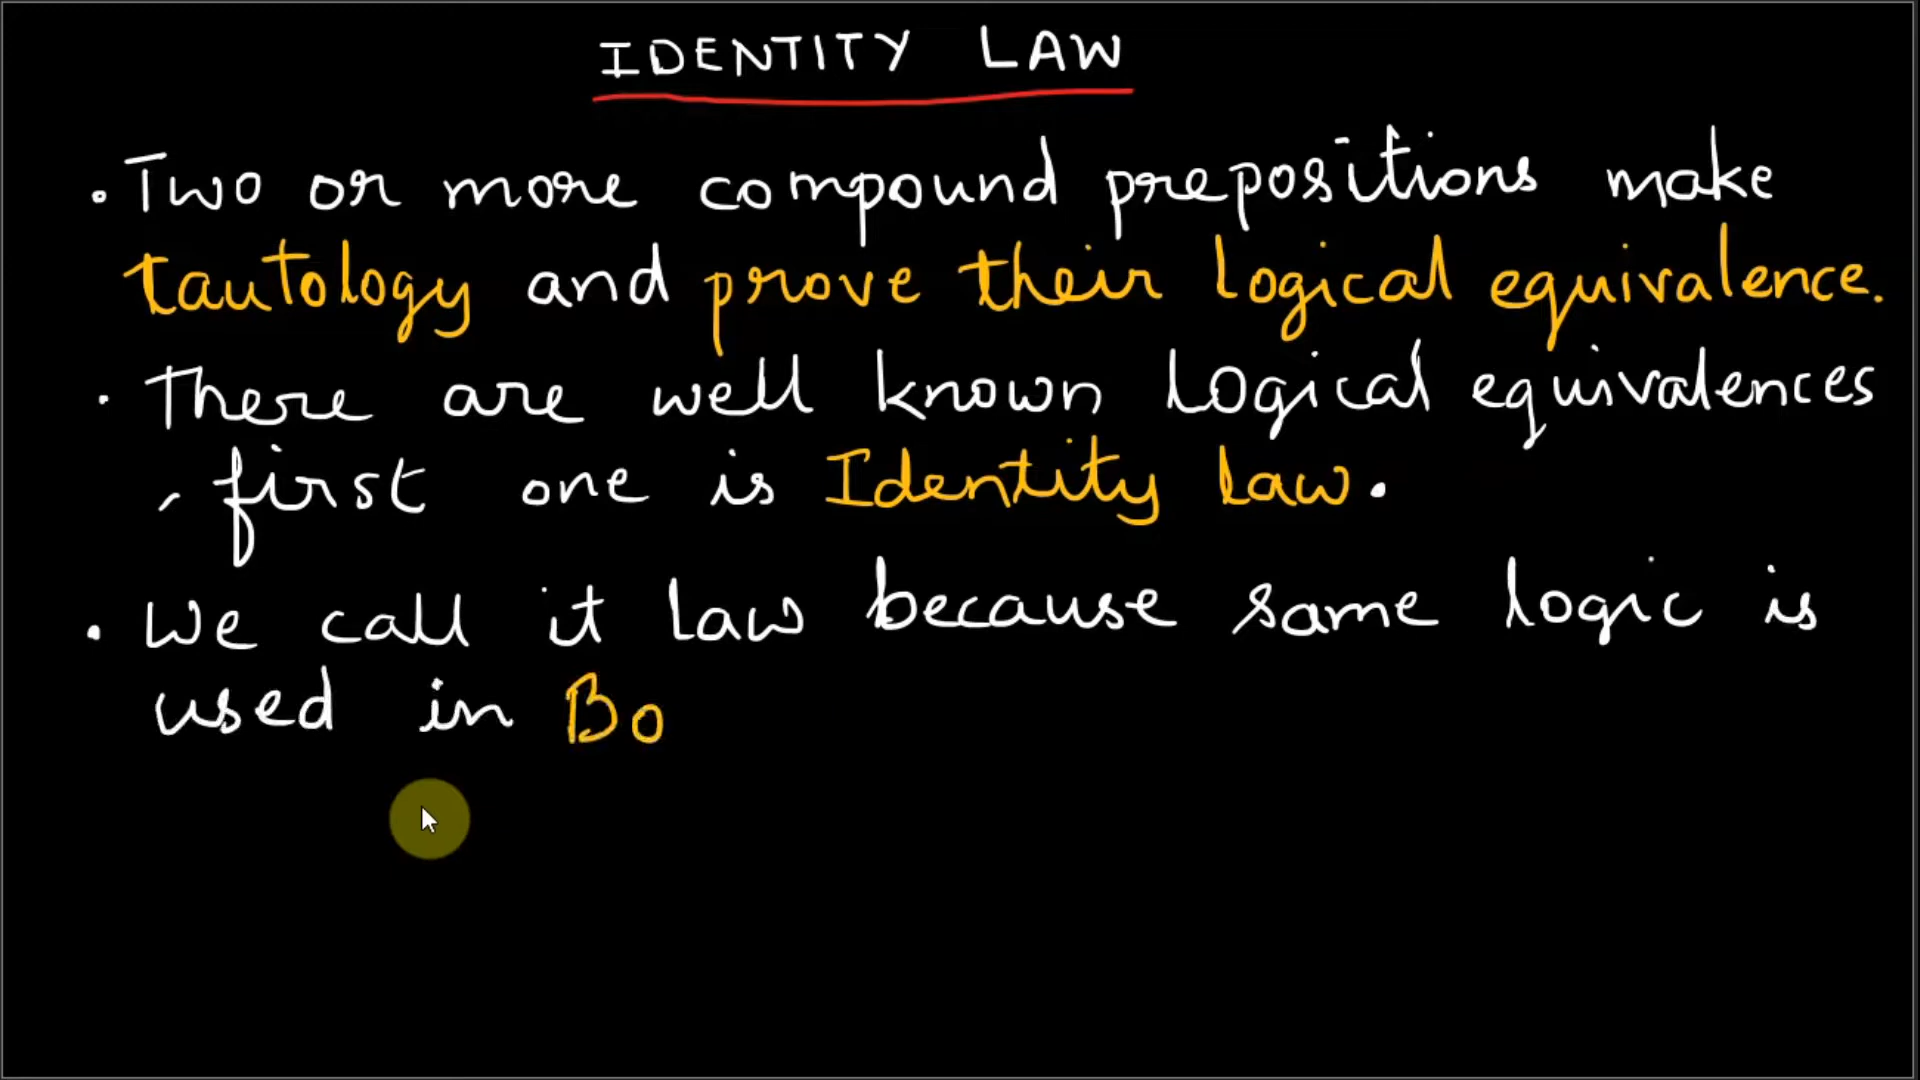 IDENTITY LAW
• Two or more compound prepositions make
tautology and prove their logical equivalence.
• There are well known logical equivalences
, first one is Identity Law.
• We call it law because same logic is
used in Bo